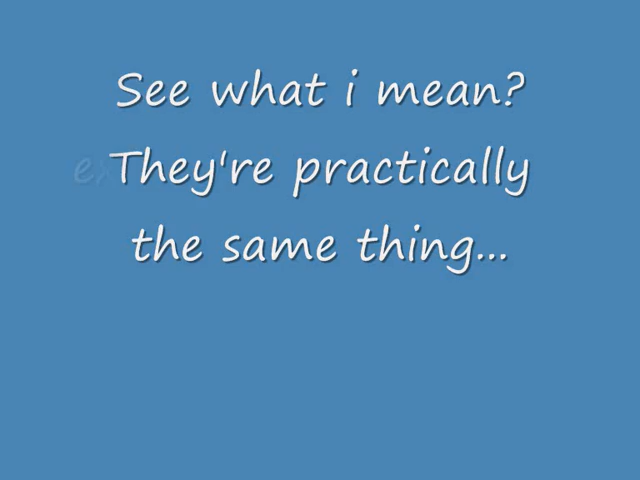 See what i mean?
They're practically
the same thing...